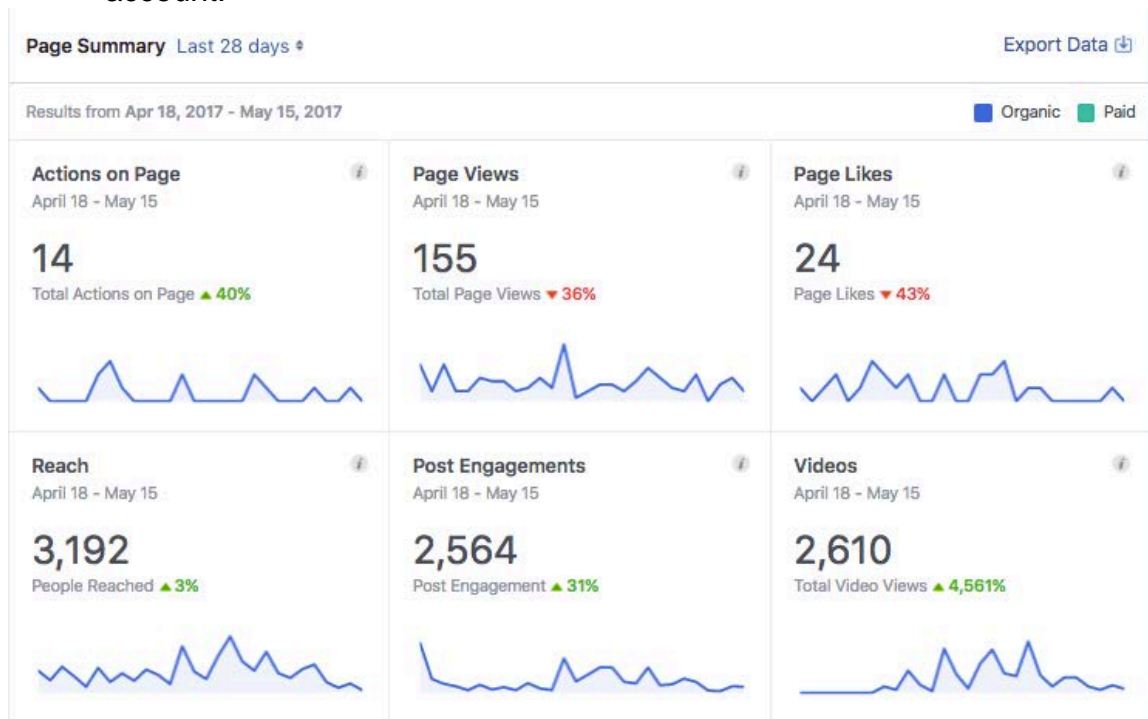 account.
Page Summary Last 28 days
Export Data
Results from Apr 18, 2017 - May 15, 2017
Organic Paid
Actions on Page
April 18 - May 15
14
Total Actions on Page ▲ 40%
Page Views
April 18 - May 15
155
Total Page Views ▼ 36%
Page Likes
April 18 - May 15
24
Page Likes ▼ 43%
Reach
April 18 - May 15
3,192
People Reached ▲ 3%
Post Engagements
April 18 - May 15
2,564
Post Engagement ▲ 31%
Videos
April 18 - May 15
2,610
Total Video Views ▲ 4,561%